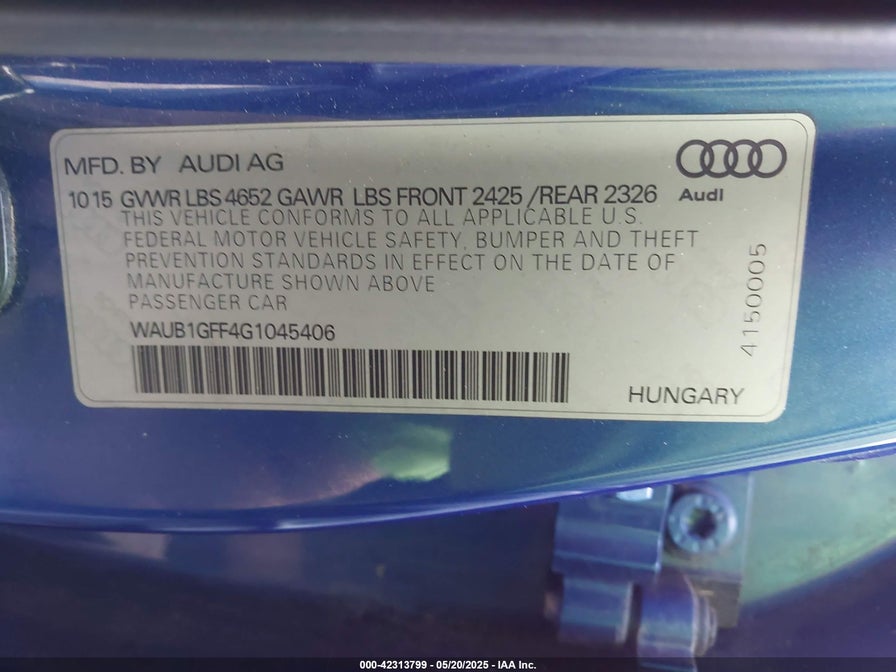 MFD. BY AUDI AG
Audi
10 15 GVWR LBS 4652 GAWR LBS FRONT 2425 /REAR 2326
THIS VEHICLE CONFORMS TO ALL APPLICABLE U.S.
FEDERAL MOTOR VEHICLE SAFETY, BUMPER AND THEFT
PREVENTION STANDARDS IN EFFECT ON THE DATE OF
MANUFACTURE SHOWN ABOVE
PASSENGER CAR
WAUB1GFF4G1045406
4150005
HUNGARY
000-42313799 - 05/20/2025 - IAA Inc.